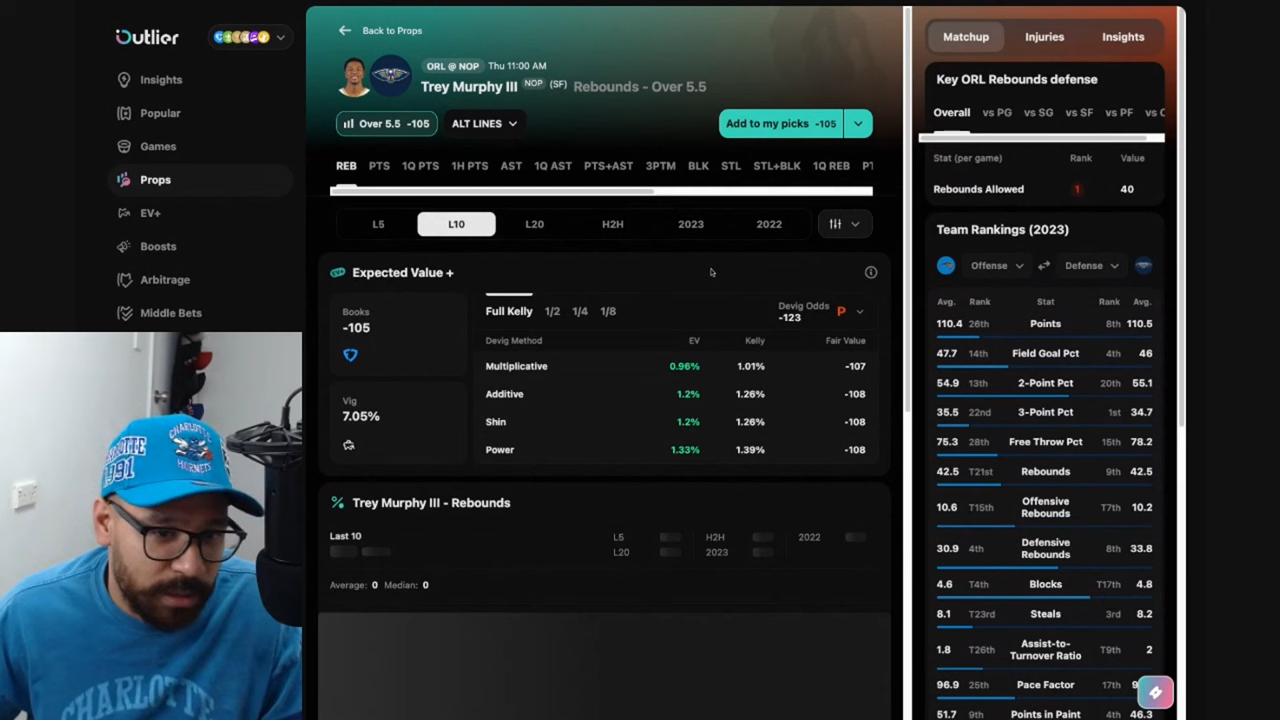 Outlier
Insights
Popular
Games
Props
EV+
Boosts
Arbitrage
Middle Bets
Back to Props
ORL @ NOP Thu 11:00 AM
Trey Murphy III NOP (SF) Rebounds - Over 5.5
Over 5.5 -105 ALT LINES
Add to my picks -105
REB PTS 1Q PTS 1H PTS AST 1Q AST PTS+AST 3PTM BLK STL STL+BLK 1Q REB
L5 L10 L20 H2H 2023 2022
Expected Value +
Books
-105
Vig
7.05%
Full Kelly 1/2 1/4 1/8
Devig Odds
-123 P
Devig Method EV Kelly Fair Value
Multiplicative 0.96% 1.01% -107
Additive 1.2% 1.26% -108
Shin 1.2% 1.26% -108
Power 1.33% 1.39% -108
Trey Murphy III - Rebounds
Last 10
L5 H2H 2022
L20 2023
Average: 0 Median: 0
Matchup Injuries Insights
Key ORL Rebounds defense
Overall vs PG vs SG vs SF vs PF vs
Stat (per game) Rank Value
Rebounds Allowed 1 40
Team Rankings (2023)
Offense Defense
Avg. Rank Stat Rank Avg.
110.4 26th Points 8th 110.5
47.7 14th Field Goal Pct 4th 46
54.9 13th 2-Point Pct 20th 55.1
35.5 22nd 3-Point Pct 1st 34.7
75.3 28th Free Throw Pct 15th 78.2
42.5 T21st Rebounds 9th 42.5
10.6 T15th Offensive Rebounds T7th 10.2
30.9 4th Defensive Rebounds 8th 33.8
4.6 T4th Blocks T17th 4.8
8.1 T23rd Steals 3rd 8.2
1.8 T26th Assist-to-Turnover Ratio T9th 2
96.9 25th Pace Factor 17th
51.7 9th Points in Paint 4th 46.3
CHARLOTTE
1991
CHARLOTTE
HORNETS
CHARLOTTE